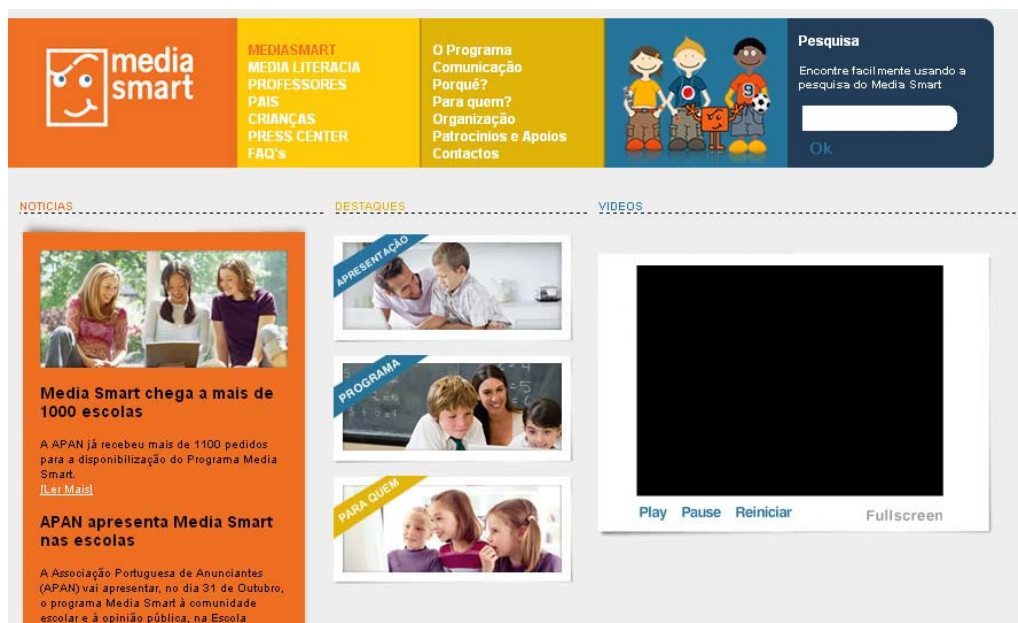 media
smart
MEDIASMART
MEDIA LITERACIA
PROFESSORES
PAIS
CRIANÇAS
PRESS CENTER
FAQ's
O Programa
Comunicação
Porquê?
Para quem?
Organização
Patrocinios e Apoios
Contactos
9
Pesquisa
Encontre facilmente usando a
pesquisa do Media Smart
Ok
NOTICIAS
Media Smart chega a mais de
1000 escolas
A APAN já recebeu mais de 1100 pedidos
para a disponibilização do Programa Media
Smart.
[Ler Mais]
APAN apresenta Media Smart
nas escolas
A Associação Portuguesa de Anunciantes
(APAN) vai apresentar, no dia 31 de Outubro,
o programa Media Smart à comunidade
escolar e à opinião pública, na Escola
DESTAQUES
APRESENTAÇÃO
PROGRAMA
PARA QUEM
VIDEOS
Play Pause Reiniciar Fullscreen